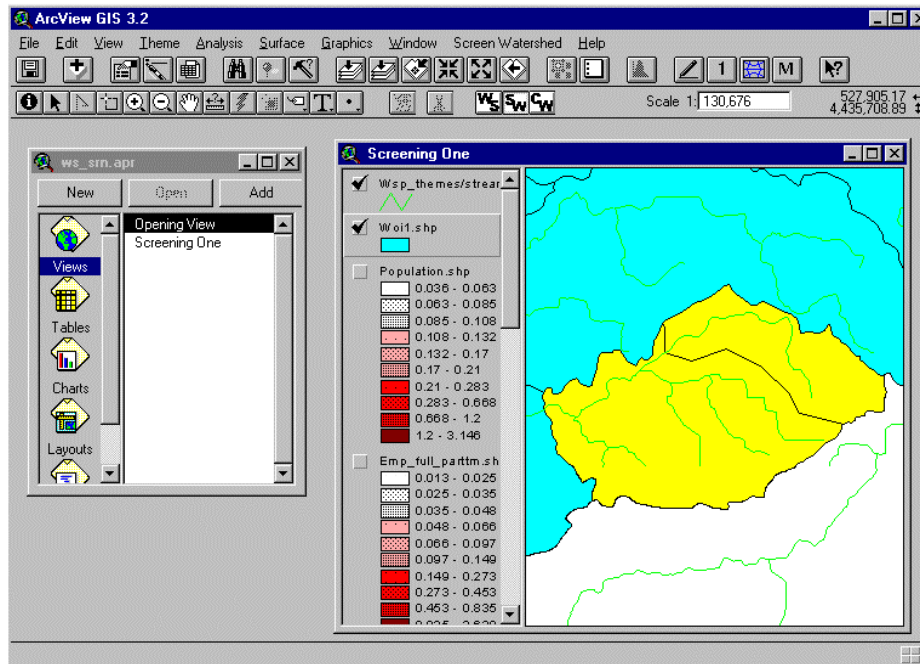 ArcView GIS 3.2
File Edit View Theme Analysis Surface Graphics Window Screen Watershed Help
1 M
T WS SW CW Scale 1: 130,676 527,905.17
4,435,708.89
ws_srn.apr
New Open Add
Views
Tables
Charts
Layouts
Opening View
Screening One
Screening One
Wsp_themes/strear
Woi1.shp
Population.shp
0.036 - 0.063
0.063 - 0.085
0.085 - 0.108
0.108 - 0.132
0.132 - 0.17
0.17 - 0.21
0.21 - 0.283
0.283 - 0.668
0.668 - 1.2
1.2 - 3.146
Emp_full_parttm.sh
0.013 - 0.025
0.025 - 0.035
0.035 - 0.048
0.048 - 0.066
0.066 - 0.097
0.097 - 0.149
0.149 - 0.273
0.273 - 0.453
0.453 - 0.835